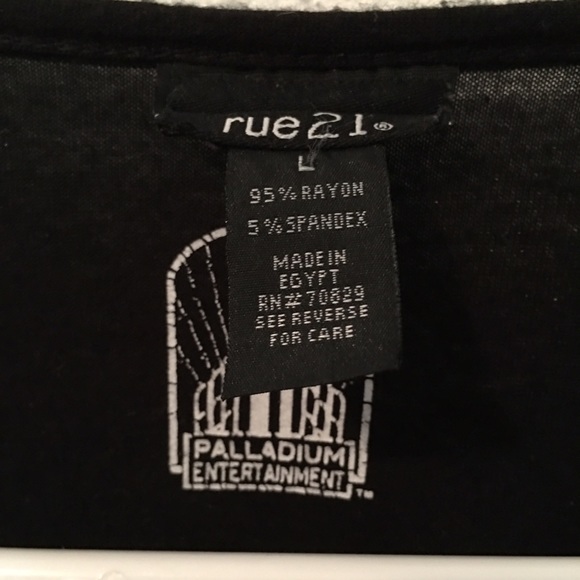 rue21®
L
95% RAYON
5% SPANDEX
MADE IN
EGYPT
RN# 70829
SEE REVERSE
FOR CARE
PALLADIUM
ENTERTAINMENT
™